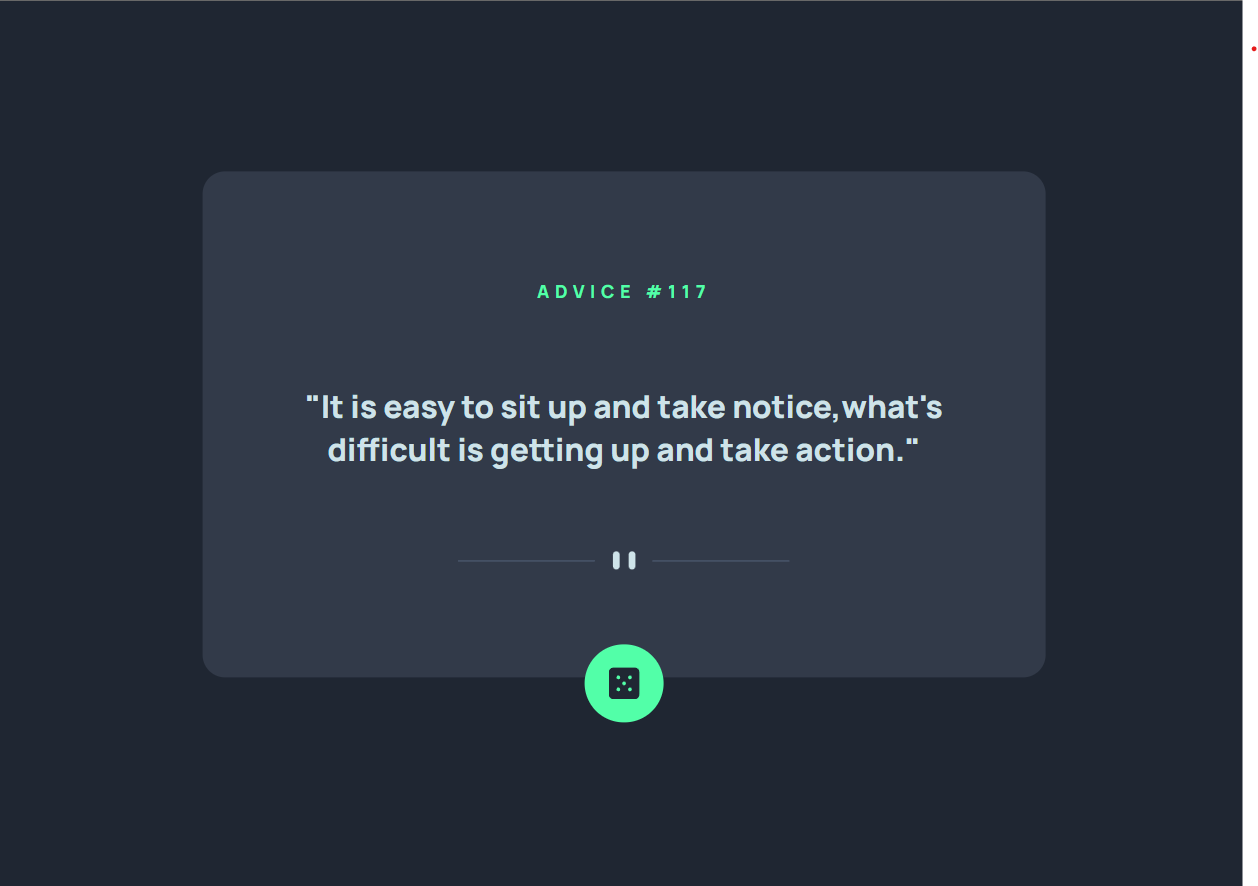 ADVICE #117
"It is easy to sit up and take notice,what's
difficult is getting up and take action."